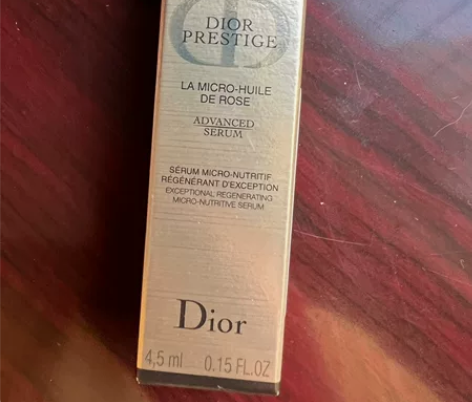 DIOR
PRESTIGE
LA MICRO-HUILE
DE ROSE
ADVANCED
SERUM
SÉRUM MICRO-NUTRITIF
RÉGÉNÉRANT D'EXCEPTION
EXCEPTIONAL REGENERATING
MICRO-NUTRITIVE SERUM
Dior
4,5 ml 0.15 FL.OZ